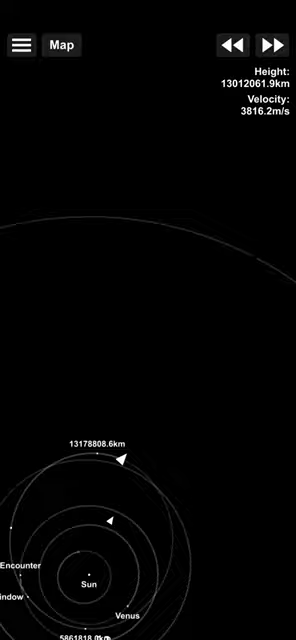 Map
Height:
13012061.9km
Velocity:
3816.2m/s
13178808.6km
Encounter
indow
Sun
Venus